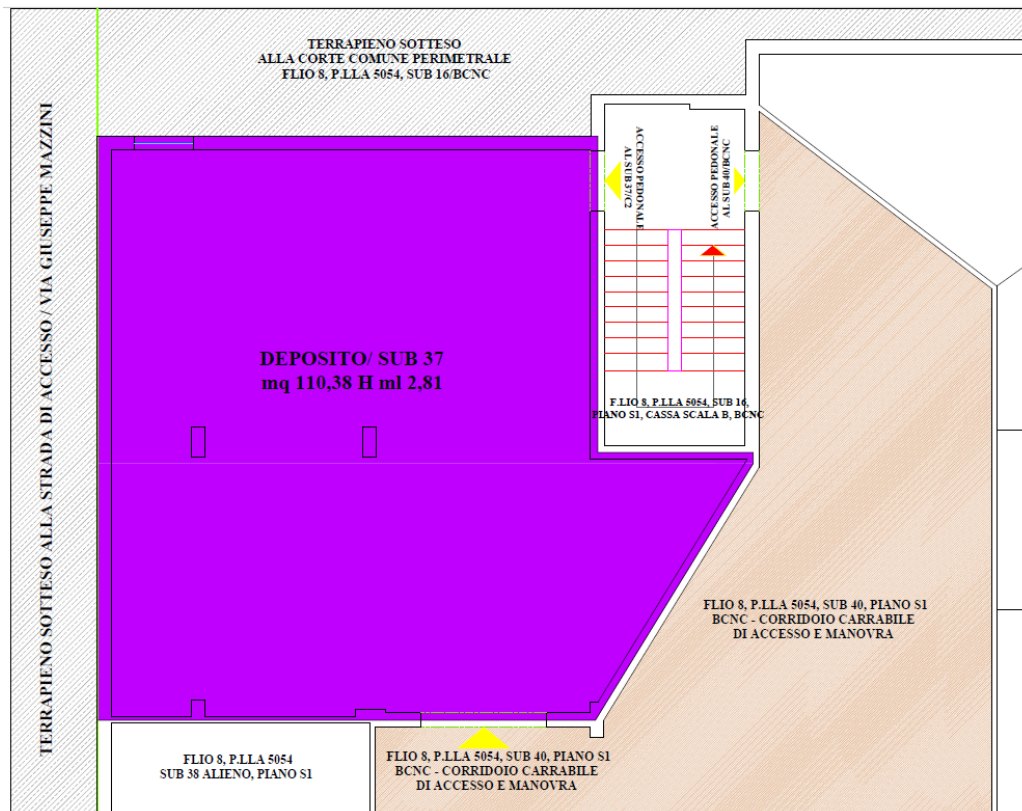 TERRAPIENO SOTTESO
ALLA CORTE COMUNE PERIMETRALE
FLIO 8, P.LLA 5054, SUB 16/BCNC
TERRAPIENO SOTTESO ALLA STRADA DI ACCESSO / VIA GIUSEPPE MAZZINI
ACCESSO PEDONALE
AL SUB 37/C2
ACCESSO PEDONALE
AL SUB 40/BCNC
DEPOSITO/ SUB 37
mq 110,38 H ml 2,81
F.LIO 8, P.LLA 5054, SUB 16,
PIANO S1, CASSA SCALA B, BCNC
FLIO 8, P.LLA 5054, SUB 40, PIANO S1
BCNC - CORRIDOIO CARRABILE
DI ACCESSO E MANOVRA
FLIO 8, P.LLA 5054
SUB 38 ALIENO, PIANO S1
FLIO 8, P.LLA 5054, SUB 40, PIANO S1
BCNC - CORRIDOIO CARRABILE
DI ACCESSO E MANOVRA